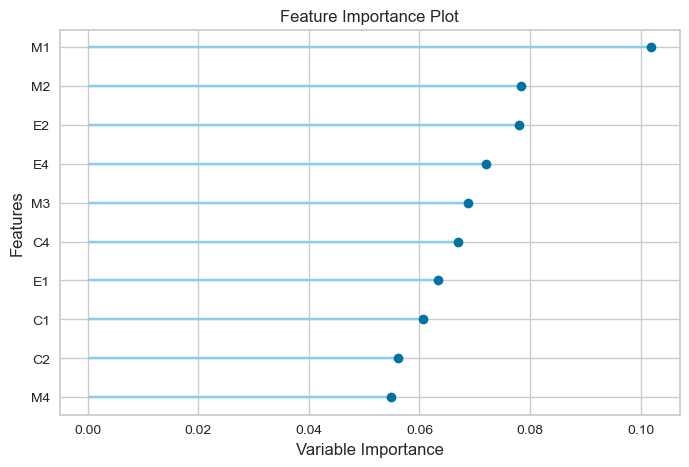 Feature Importance Plot
M1
M2
E2
E4
M3
C4
E1
C1
C2
M4
Features
0.00 0.02 0.04 0.06 0.08 0.10
Variable Importance